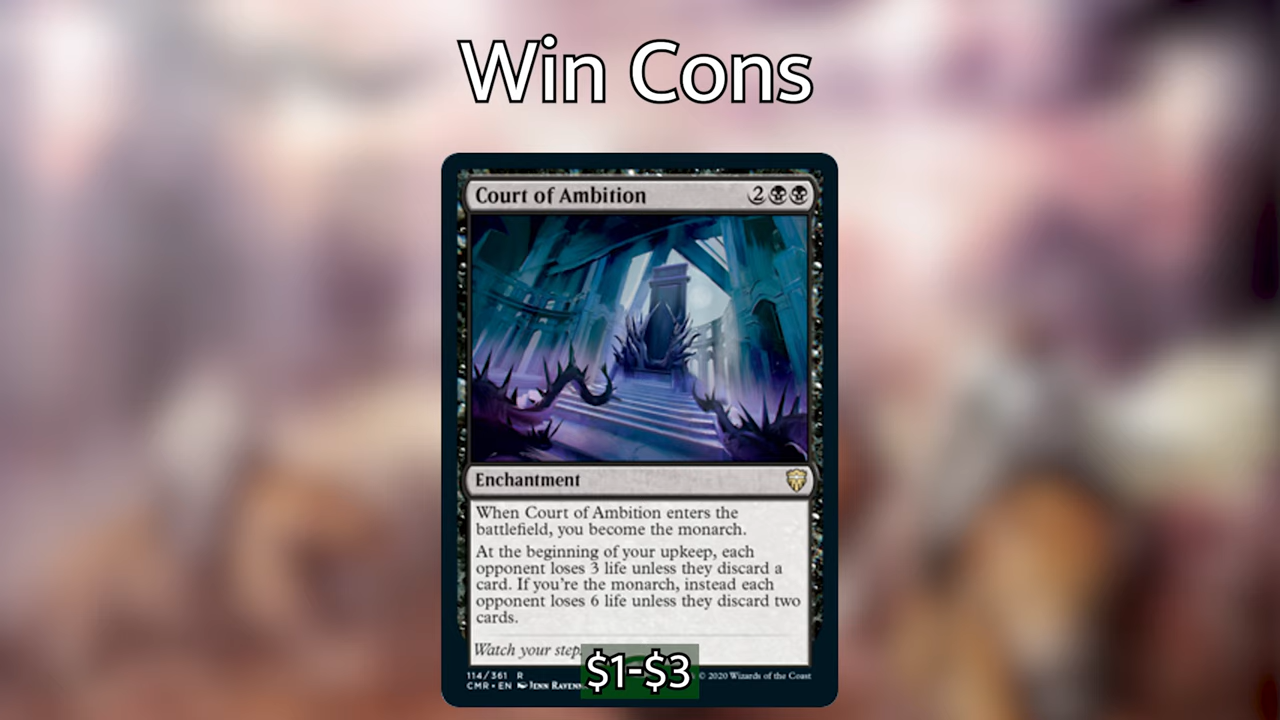 Win Cons
Court of Ambition 2
Enchantment
When Court of Ambition enters the
battlefield, you become the monarch.
At the beginning of your upkeep, each
opponent loses 3 life unless they discard a
card. If you're the monarch, instead each
opponent loses 6 life unless they discard two
cards.
Watch your step
$1-$3
114/361 R
© 2020 Wizards of the Coast
CMR • EN Jenn